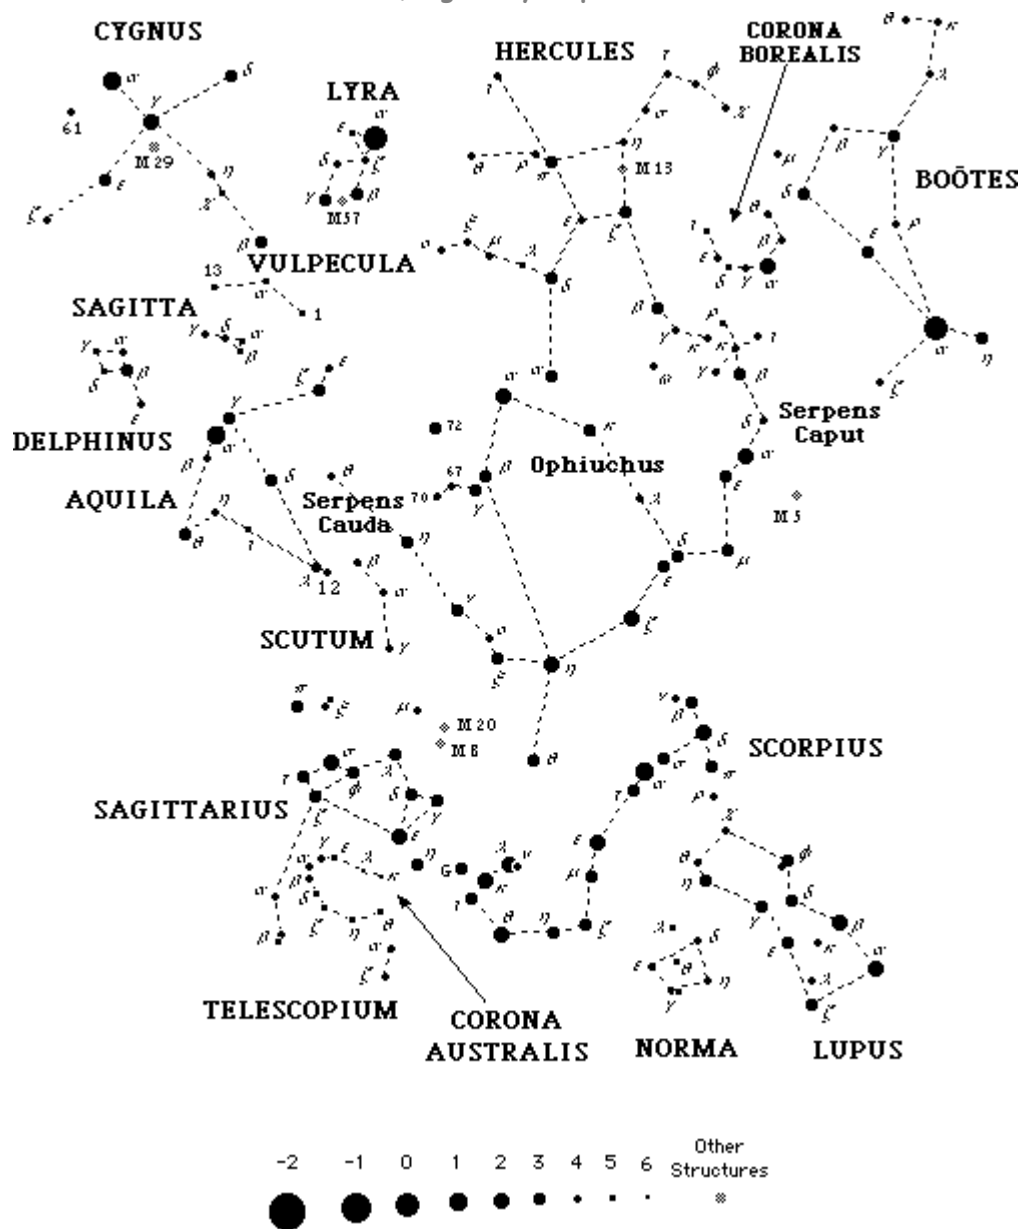 CYGNUS
HERCULES
CORONA
BOREALIS
θ κ
α δ
γ
61
M 29
ε
ζ
η
χ
β
LYRA
α
ε
ζ
δ
γ
β
M57
ι
τ
φ
σ
χ
η
M 13
θ
ρ
π
ε
ζ
ξ
ο
μ
λ
δ
β
γ
κ
ω
α
μ
θ
ι
β
ε
δ
γ
α
λ
β
γ
BOÖTES
δ
ρ
ε
α
η
ζ
VULPECULA
13
α
1
SAGITTA
γ
δ
α
β
γ
α
δ
β
ε
DELPHINUS
ε
ζ
γ
α
β
AQUILA
δ
η
θ
ι
λ
12
ρ
κ
ι
γ
β
Serpens
Caput
δ
α
ε
M 5
μ
α
κ
72
Ophiuchus
67
70
β
γ
λ
δ
ε
ζ
η
θ
θ
Serpens
Cauda
η
ν
ο
ξ
β
α
γ
SCUTUM
π
ξ
μ
M 20
M 8
σ
τ
φ
λ
SAGITTARIUS
ζ
δ
γ
ε
η
α
β
ν
β
δ
SCORPIUS
σ
α
π
τ
ρ
ε
μ
G
λ
υ
κ
ι
θ
η
ζ
α
γ
ε
λ
κ
β
δ
ζ
η
θ
α
ζ
TELESCOPIUM
CORONA
AUSTRALIS
χ
θ
φ
η
γ
δ
β
ε
κ
α
λ
ζ
λ
δ
ε
θ
η
γ
NORMA
LUPUS
-2 -1 0 1 2 3 4 5 6
Other
Structures